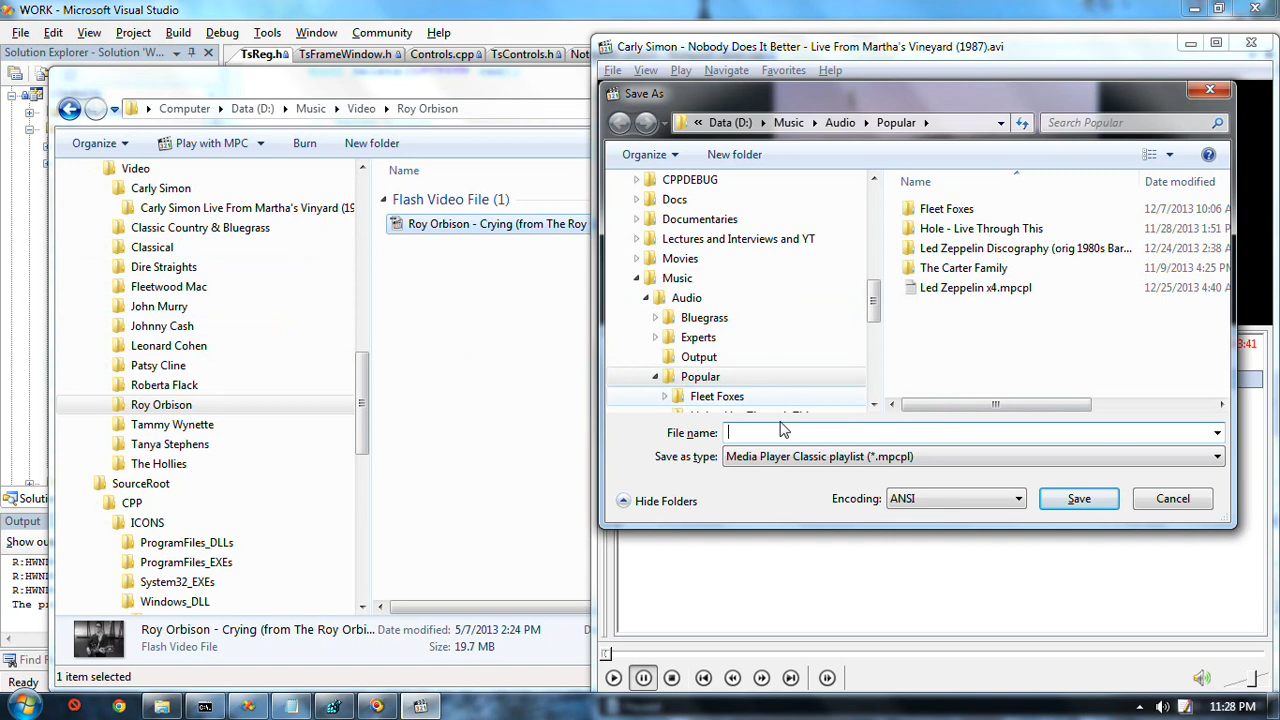 WORK - Microsoft Visual Studio
File Edit View Project Build Debug Tools Window Community Help
Solution Explorer - Solution 'W...
TsReg.h TsFrameWindow.h Controls.cpp TsControls.h Not
Computer Data (D:) Music Video Roy Orbison
Organize Play with MPC Burn New folder
Video
Carly Simon
Carly Simon Live From Martha's Vinyard (19
Classic Country & Bluegrass
Classical
Dire Straights
Fleetwood Mac
John Murry
Johnny Cash
Leonard Cohen
Patsy Cline
Roberta Flack
Roy Orbison
Tammy Wynette
Tanya Stephens
The Hollies
SourceRoot
CPP
ICONS
ProgramFiles_DLLs
ProgramFiles_EXEs
System32_EXEs
Windows_DLL
Name
Flash Video File (1)
Roy Orbison - Crying (from The Roy
Roy Orbison - Crying (from The Roy Orbi... Date modified: 5/7/2013 2:24 PM
Flash Video File Size: 19.7 MB
1 item selected
Solutio
Output
Show ou
R:HWN
R:HWNI
R:HWNI
The p
Find R
Ready
Carly Simon - Nobody Does It Better - Live From Martha's Vineyard (1987).avi
File View Play Navigate Favorites Help
Save As
« Data (D:) Music Audio Popular Search Popular
Organize New folder
CPPDEBUG
Docs
Documentaries
Lectures and Interviews and YT
Movies
Music
Audio
Bluegrass
Experts
Output
Popular
Fleet Foxes
Name Date modified
Fleet Foxes 12/7/2013 10:06 A
Hole - Live Through This 11/28/2013 1:51 P
Led Zeppelin Discography (orig 1980s Bar... 12/24/2013 2:38 A
The Carter Family 11/9/2013 4:25 P
Led Zeppelin x4.mpcpl 12/25/2013 4:40 A
File name:
Save as type: Media Player Classic playlist (*.mpcpl)
Hide Folders Encoding: ANSI Save Cancel
:41
11:28 PM